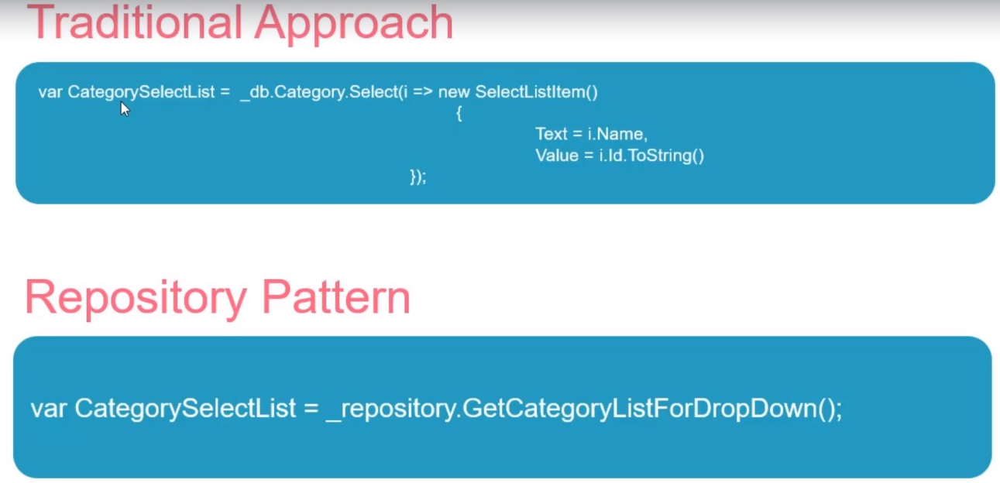 Traditional Approach
var CategorySelectList = _db.Category.Select(i => new SelectListItem()
{
Text = i.Name,
Value = i.Id.ToString()
});
Repository Pattern
var CategorySelectList = _repository.GetCategoryListForDropDown();